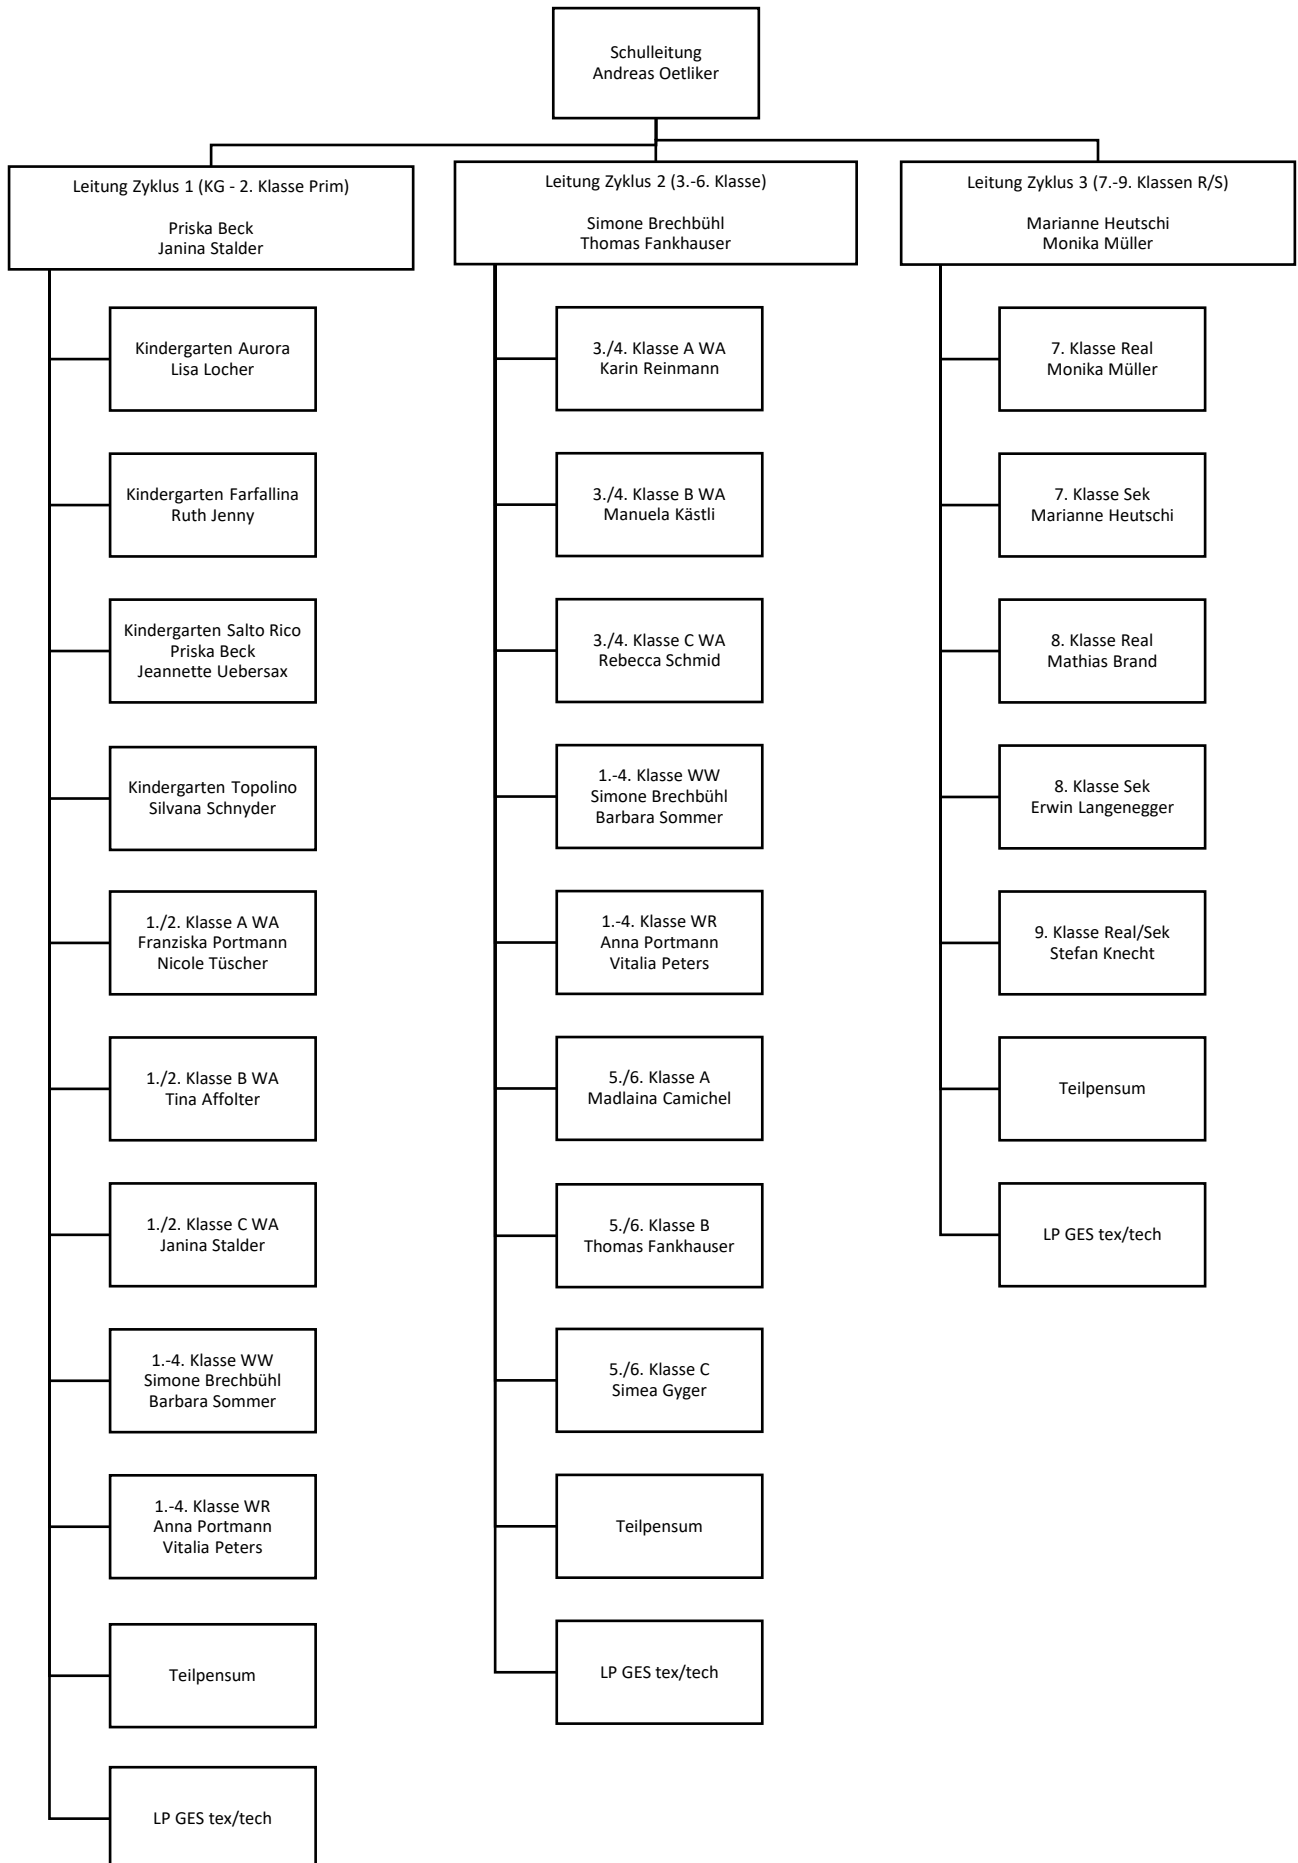 Schulleitung
Andreas Oetliker
Leitung Zyklus 1 (KG - 2. Klasse Prim)
Priska Beck
Janina Stalder
Kindergarten Aurora
Lisa Locher
Kindergarten Farfallina
Ruth Jenny
Kindergarten Salto Rico
Priska Beck
Jeannette Uebersax
Kindergarten Topolino
Silvana Schnyder
1./2. Klasse A WA
Franziska Portmann
Nicole Tüscher
1./2. Klasse B WA
Tina Affolter
1./2. Klasse C WA
Janina Stalder
1.-4. Klasse WW
Simone Brechbühl
Barbara Sommer
1.-4. Klasse WR
Anna Portmann
Vitalia Peters
Teilpensum
LP GES tex/tech
Leitung Zyklus 2 (3.-6. Klasse)
Simone Brechbühl
Thomas Fankhauser
3./4. Klasse A WA
Karin Reinmann
3./4. Klasse B WA
Manuela Kästli
3./4. Klasse C WA
Rebecca Schmid
1.-4. Klasse WW
Simone Brechbühl
Barbara Sommer
1.-4. Klasse WR
Anna Portmann
Vitalia Peters
5./6. Klasse A
Madlaina Camichel
5./6. Klasse B
Thomas Fankhauser
5./6. Klasse C
Simea Gyger
Teilpensum
LP GES tex/tech
Leitung Zyklus 3 (7.-9. Klassen R/S)
Marianne Heutschi
Monika Müller
7. Klasse Real
Monika Müller
7. Klasse Sek
Marianne Heutschi
8. Klasse Real
Mathias Brand
8. Klasse Sek
Erwin Langenegger
9. Klasse Real/Sek
Stefan Knecht
Teilpensum
LP GES tex/tech